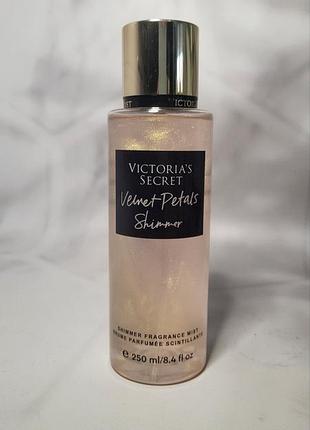 VICTORIA'S
SECRET
Velvet Petals
Shimmer
SHIMMER FRAGRANCE MIST
BRUME PARFUMÉE SCINTILLANTE
℮ 250 ml/8.4 fl oz